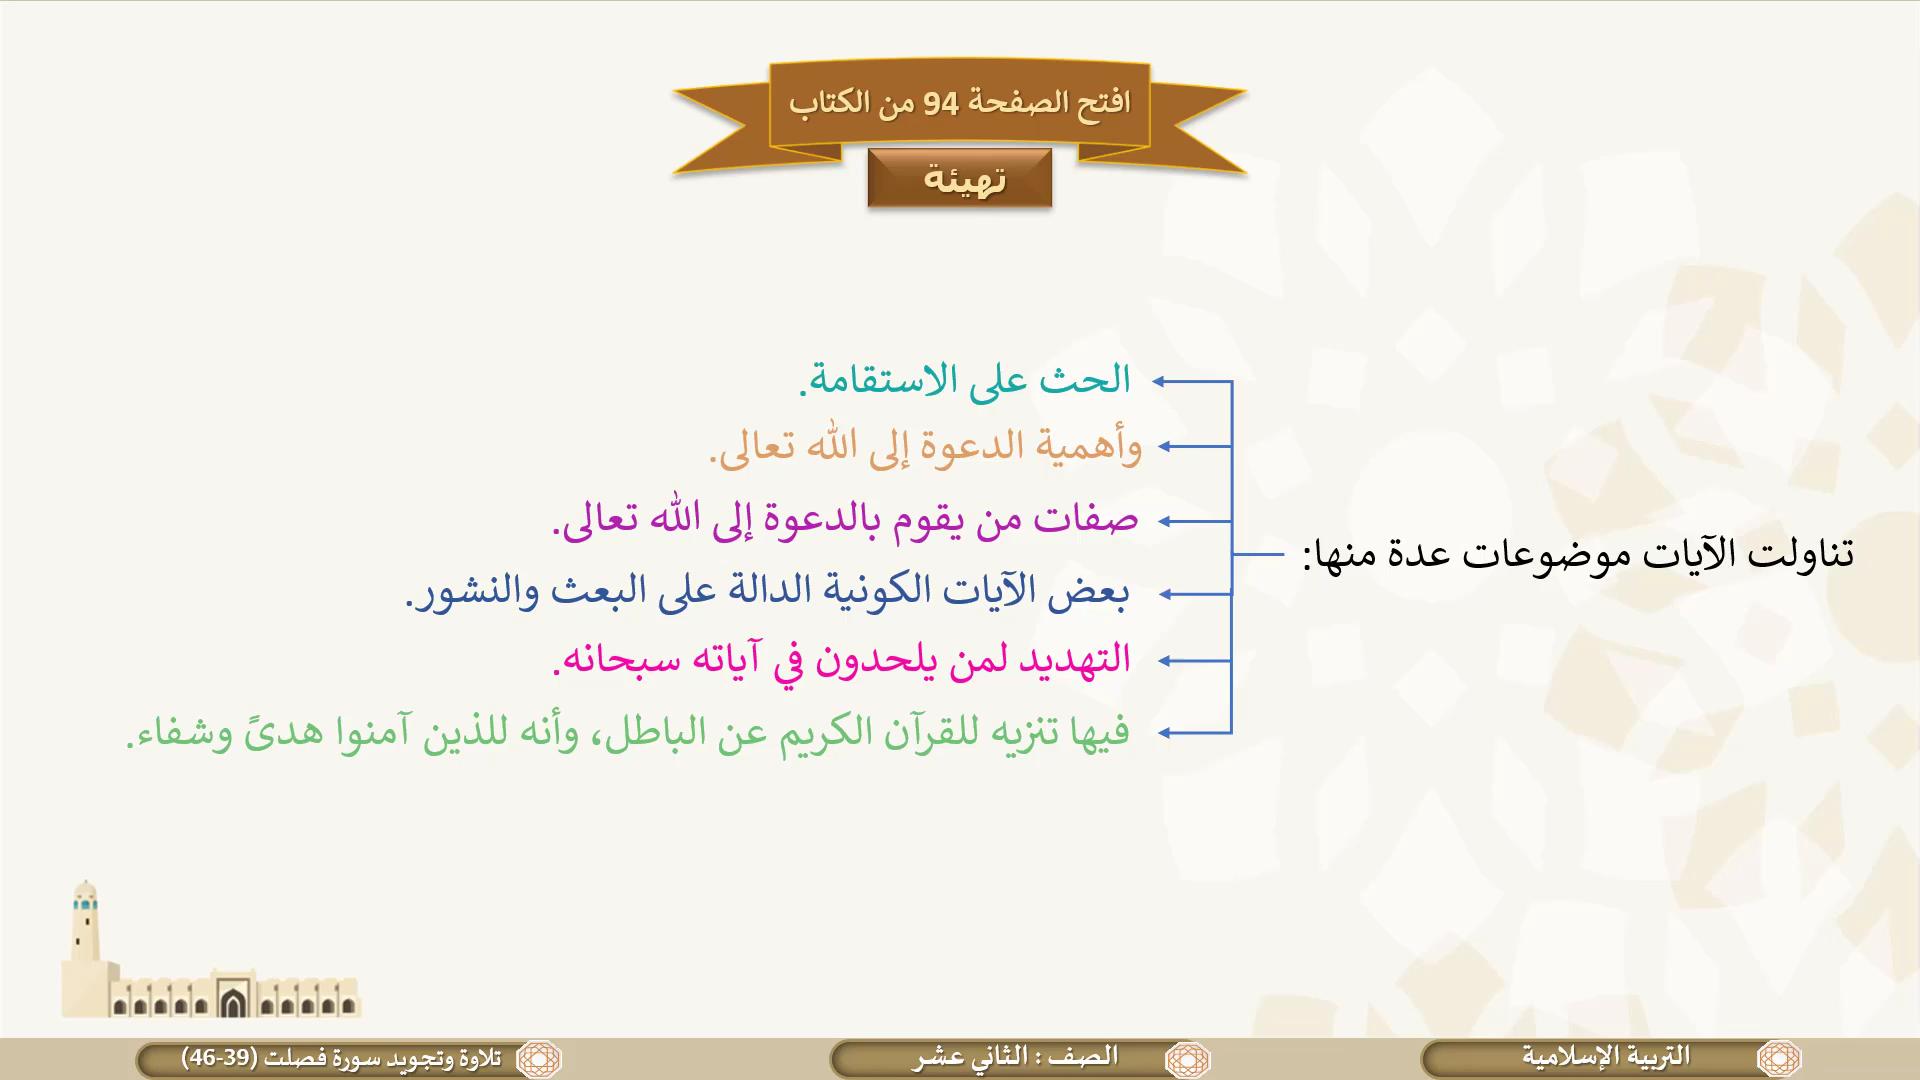 افتح الصفحة 94 من الكتاب
تهيئة
تناولت الآيات موضوعات عدة منها:
الحث على الاستقامة.
وأهمية الدعوة إلى الله تعالى.
صفات من يقوم بالدعوة إلى الله تعالى.
بعض الآيات الكونية الدالة على البعث والنشور.
التهديد لمن يلحدون في آياته سبحانه.
فيها تنزيه للقرآن الكريم عن الباطل، وأنه للذين آمنوا هدىً وشفاء.
التربية الإسلامية
الصف : الثاني عشر
تلاوة وتجويد سورة فصلت (39-46)